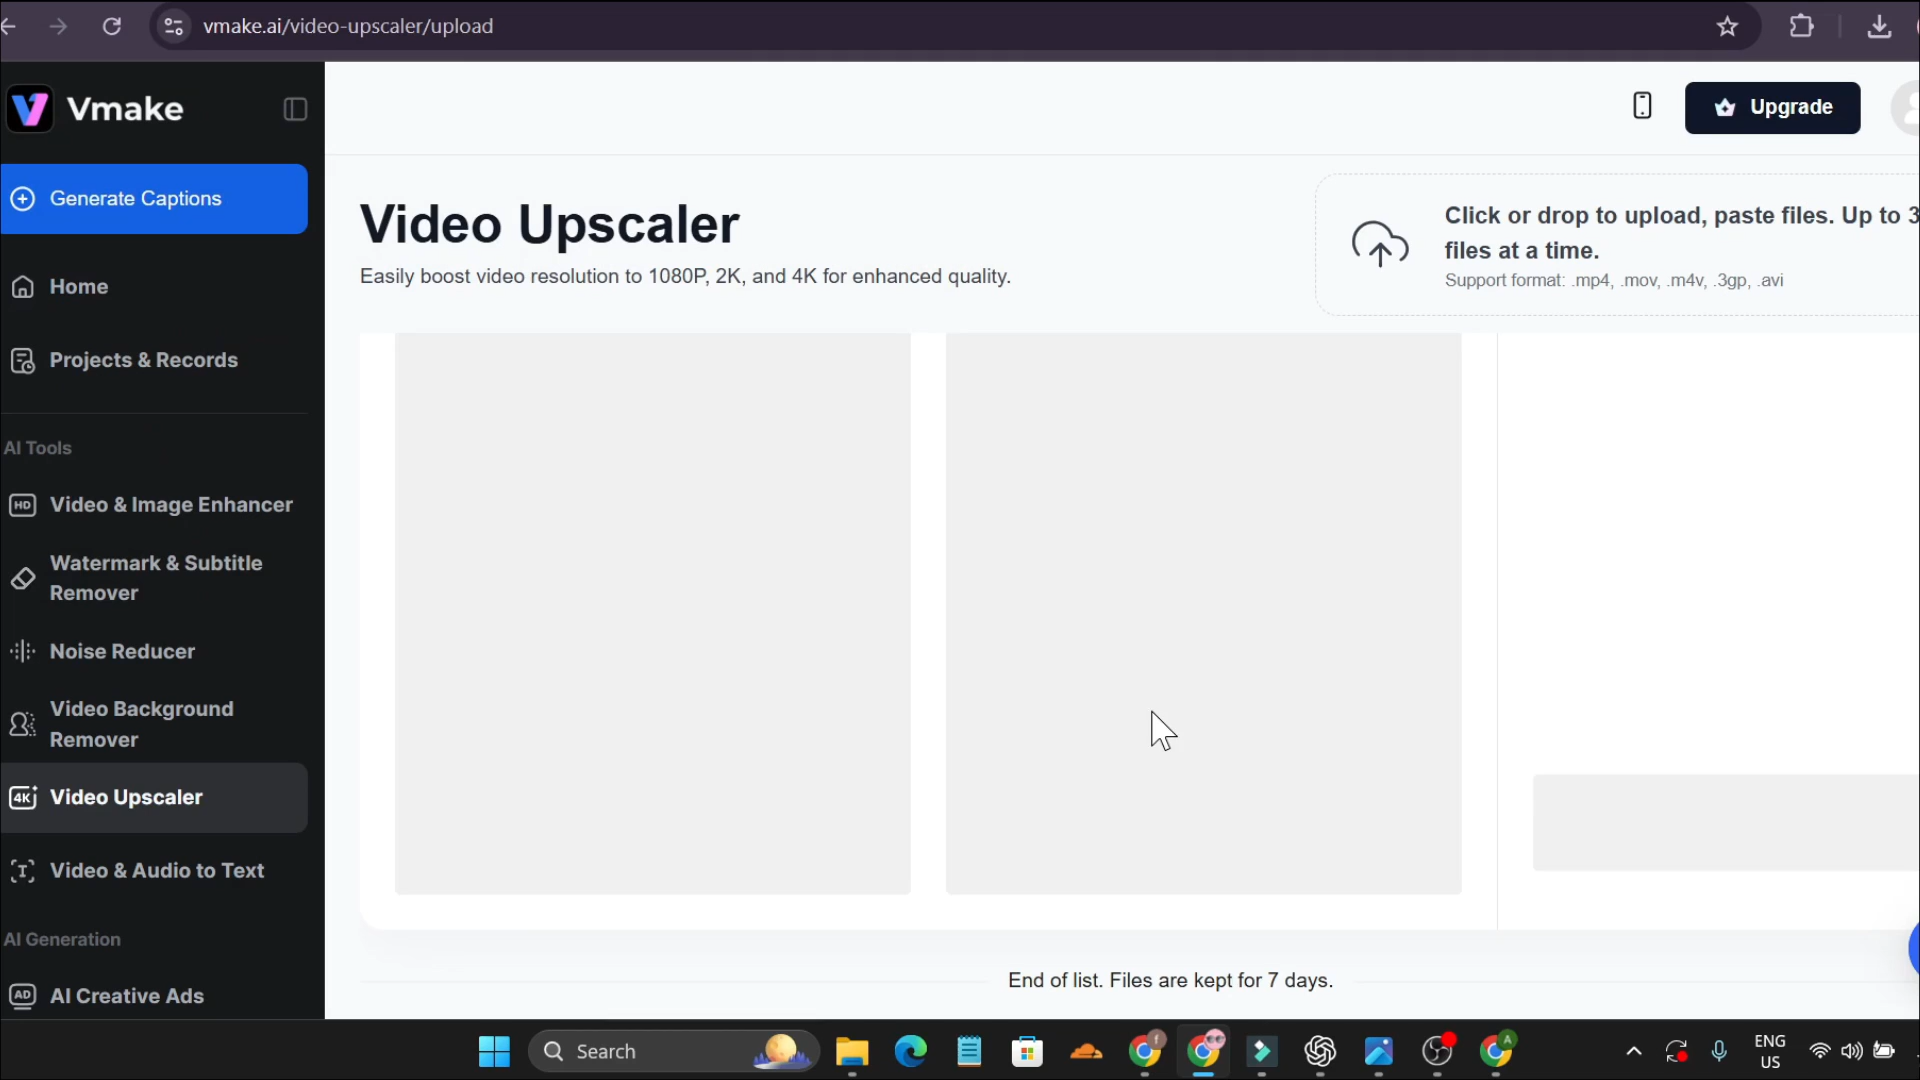 vmake.ai/video-upscaler/upload
Vmake
Upgrade
Generate Captions
Home
Projects & Records
AI Tools
HD
Video & Image Enhancer
Watermark & Subtitle
Remover
Noise Reducer
Video Background
Remover
4K
Video Upscaler
T
Video & Audio to Text
AI Generation
AD
AI Creative Ads
Video Upscaler
Easily boost video resolution to 1080P, 2K, and 4K for enhanced quality.
Click or drop to upload, paste files. Up to 3
files at a time.
Support format: .mp4, .mov, .m4v, .3gp, .avi
End of list. Files are kept for 7 days.
Search
f
A
ENG
US